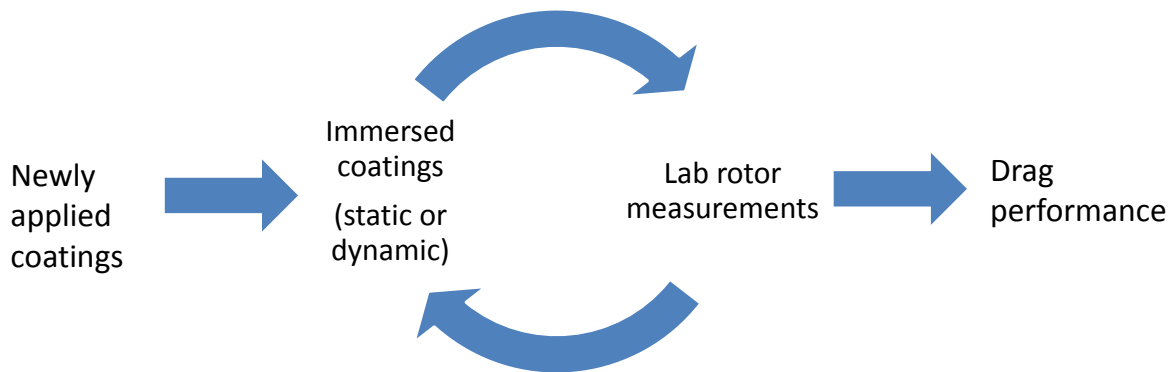 Newly
applied
coatings
Immersed
coatings
(static or
dynamic)
Lab rotor
measurements
Drag
performance